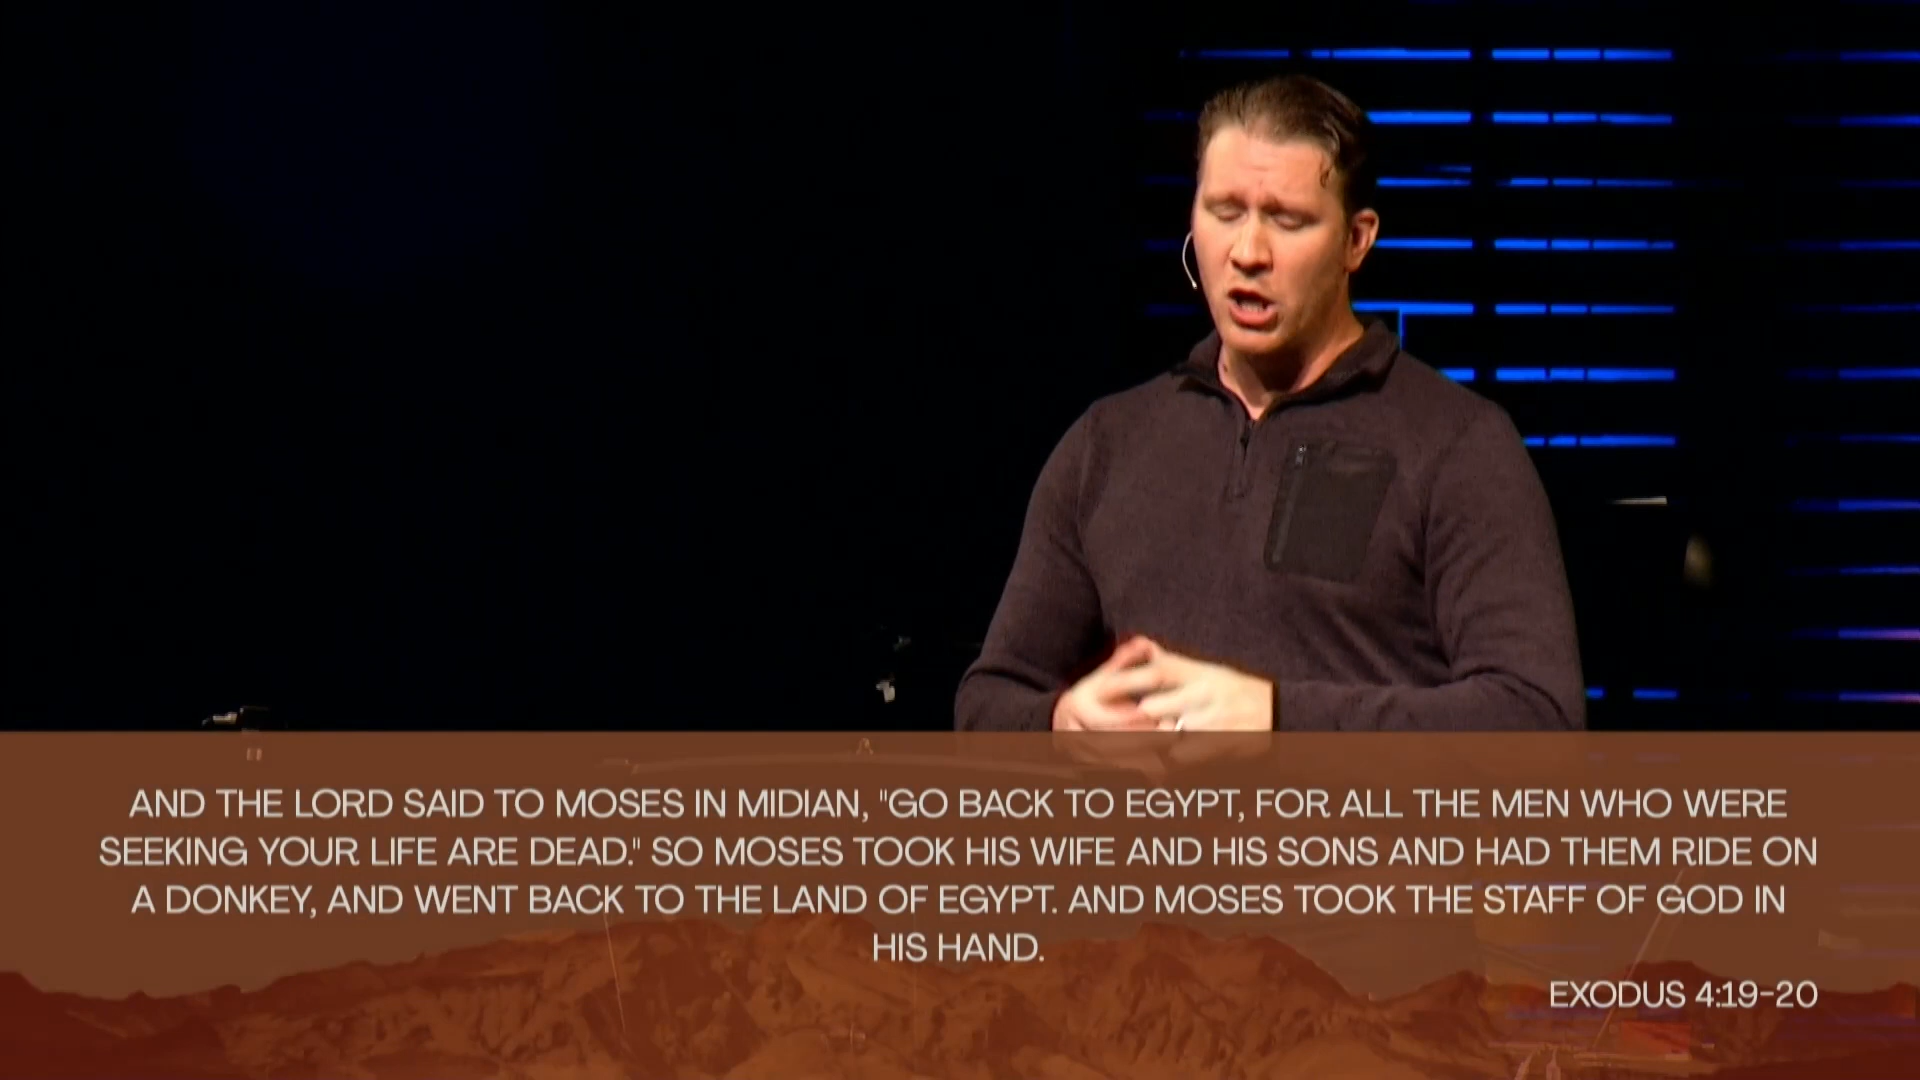 AND THE LORD SAID TO MOSES IN MIDIAN, "GO BACK TO EGYPT, FOR ALL THE MEN WHO WERE
SEEKING YOUR LIFE ARE DEAD." SO MOSES TOOK HIS WIFE AND HIS SONS AND HAD THEM RIDE ON
A DONKEY, AND WENT BACK TO THE LAND OF EGYPT. AND MOSES TOOK THE STAFF OF GOD IN
HIS HAND.
EXODUS 4:19-20